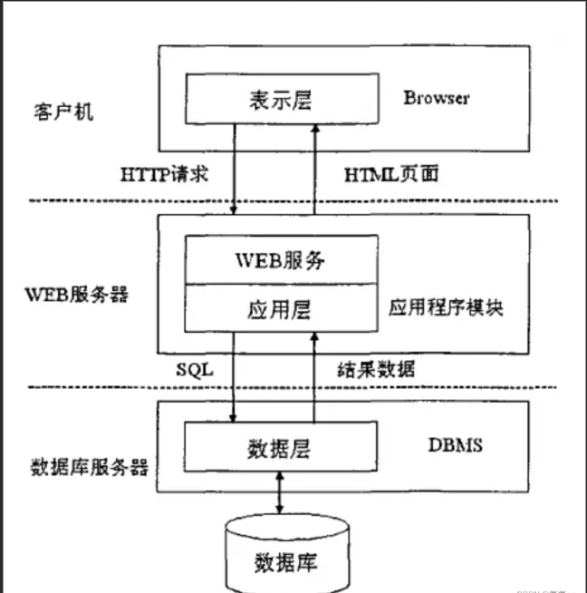 客户机
表示层
Browser
HTTP请求
HTML页面
WEB服务器
WEB服务
应用层
应用程序模块
SQL
结果数据
数据库服务器
数据层
DBMS
数据库